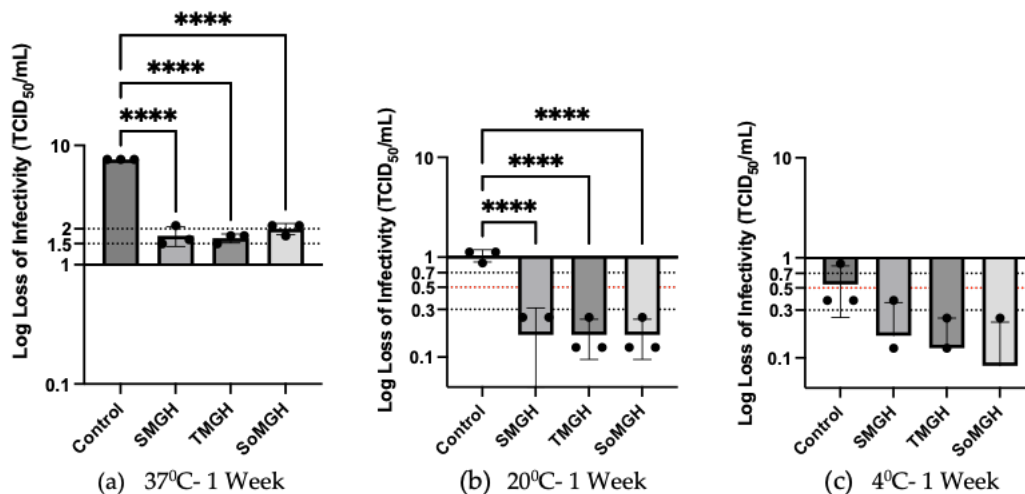 ****
****
****
Log Loss of Infectivity (TCID50/mL)
10
2
1.5
1
0.1
Control
SMGH
TMGH
SoMGH
(a) 37⁰C- 1 Week
****
****
****
Log Loss of Infectivity (TCID50/mL)
10
1
0.7
0.5
0.3
0.1
Control
SMGH
TMGH
SoMGH
(b) 20⁰C- 1 Week
Log Loss of Infectivity (TCID50/mL)
10
1
0.7
0.5
0.3
0.1
Control
SMGH
TMGH
SoMGH
(c) 4⁰C- 1 Week